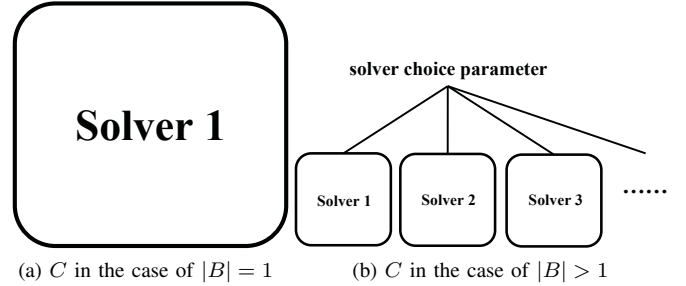 Solver 1
solver choice parameter
Solver 1
Solver 2
Solver 3
......
(a) C in the case of |B| = 1
(b) C in the case of |B| > 1